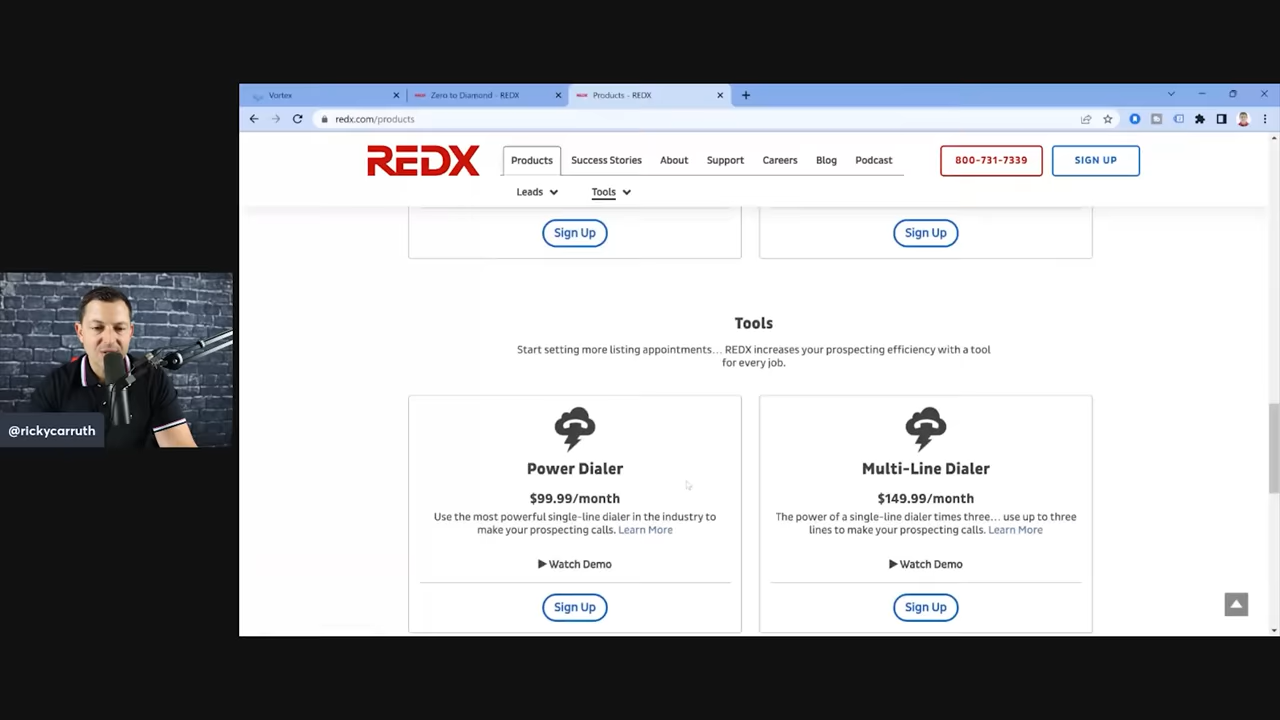 Vortex
Zero to Diamond - REDX
Products - REDX
redx.com/products
REDX
Products
Success Stories
About
Support
Careers
Blog
Podcast
800-731-7339
SIGN UP
Leads
Tools
Sign Up
Sign Up
Tools
Start setting more listing appointments... REDX increases your prospecting efficiency with a tool
for every job.
Power Dialer
$99.99/month
Use the most powerful single-line dialer in the industry to
make your prospecting calls. Learn More
Watch Demo
Sign Up
Multi-Line Dialer
$149.99/month
The power of a single-line dialer times three... use up to three
lines to make your prospecting calls. Learn More
Watch Demo
Sign Up
@rickycarruth